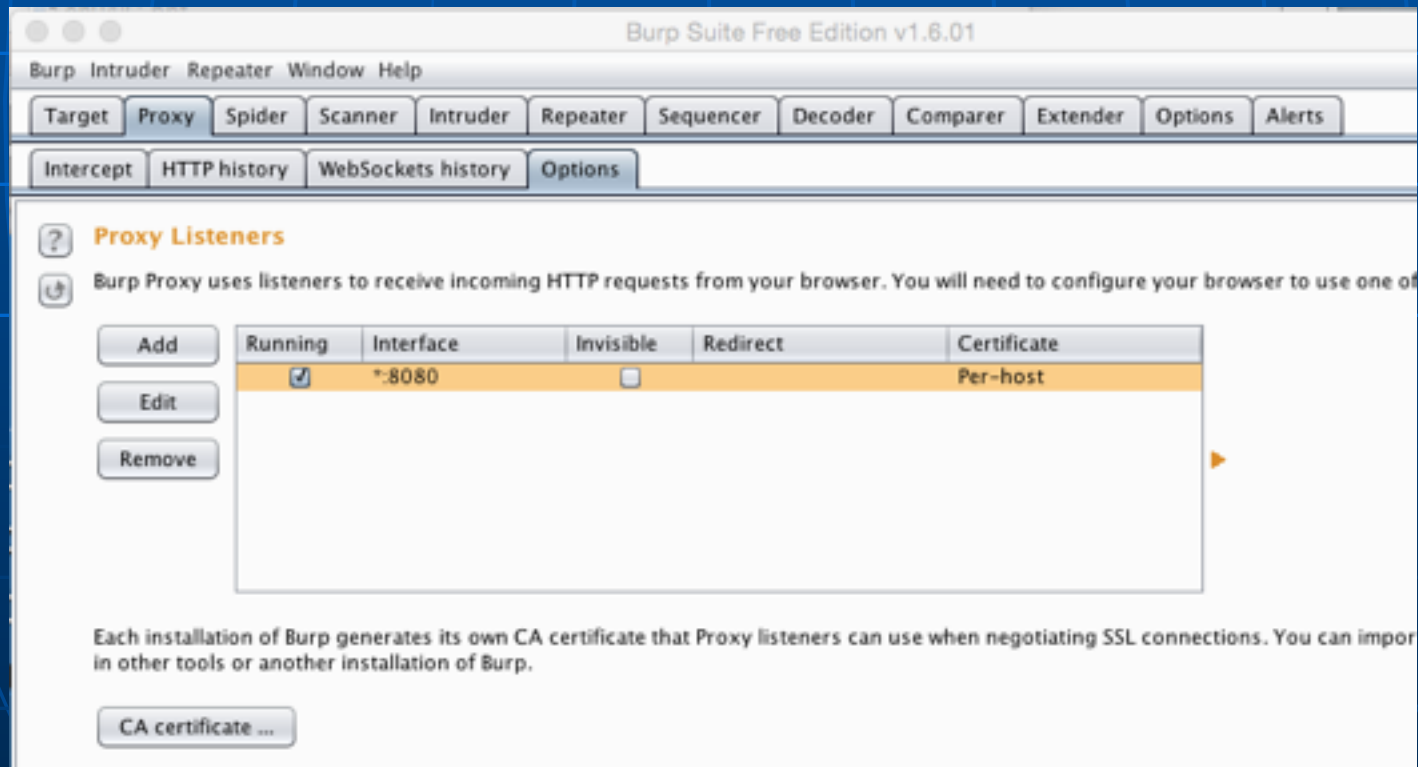 Burp Suite Free Edition v1.6.01
Burp Intruder Repeater Window Help
Target Proxy Spider Scanner Intruder Repeater Sequencer Decoder Comparer Extender Options Alerts
Intercept HTTP history WebSockets history Options
? Proxy Listeners
Burp Proxy uses listeners to receive incoming HTTP requests from your browser. You will need to configure your browser to use one of
Add Running Interface Invisible Redirect Certificate
*:8080 Per-host
Edit
Remove
Each installation of Burp generates its own CA certificate that Proxy listeners can use when negotiating SSL connections. You can impor
in other tools or another installation of Burp.
CA certificate ...